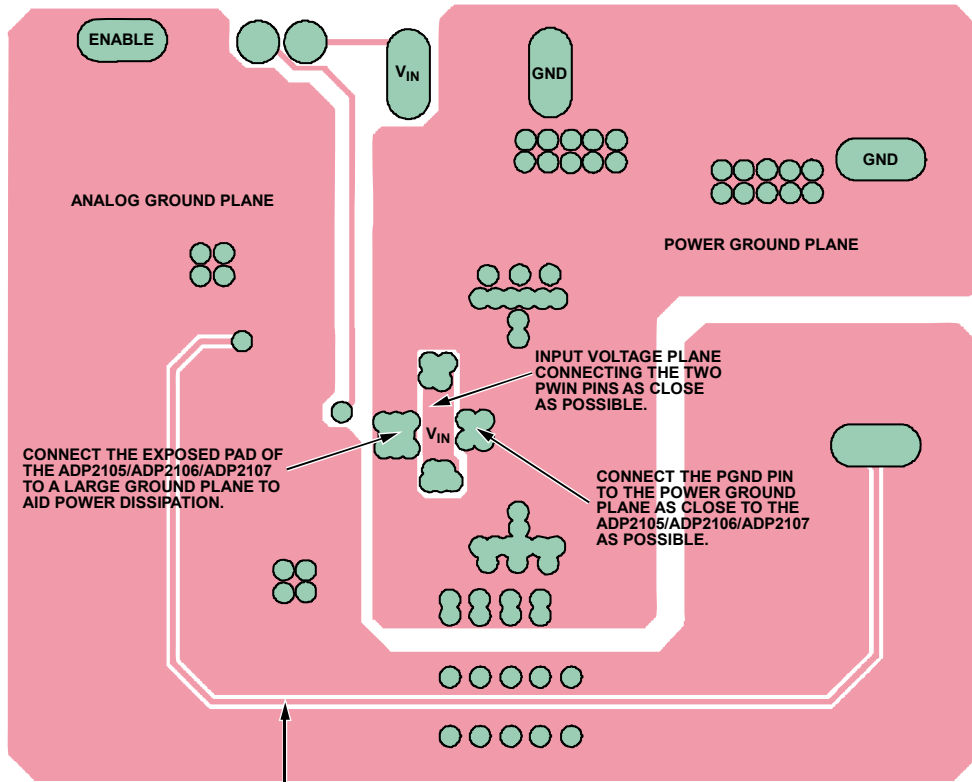 ENABLE
VIN
GND
GND
ANALOG GROUND PLANE
POWER GROUND PLANE
INPUT VOLTAGE PLANE
CONNECTING THE TWO
PWIN PINS AS CLOSE
AS POSSIBLE.
VIN
CONNECT THE EXPOSED PAD OF
THE ADP2105/ADP2106/ADP2107
TO A LARGE GROUND PLANE TO
AID POWER DISSIPATION.
CONNECT THE PGND PIN
TO THE POWER GROUND
PLANE AS CLOSE TO THE
ADP2105/ADP2106/ADP2107
AS POSSIBLE.